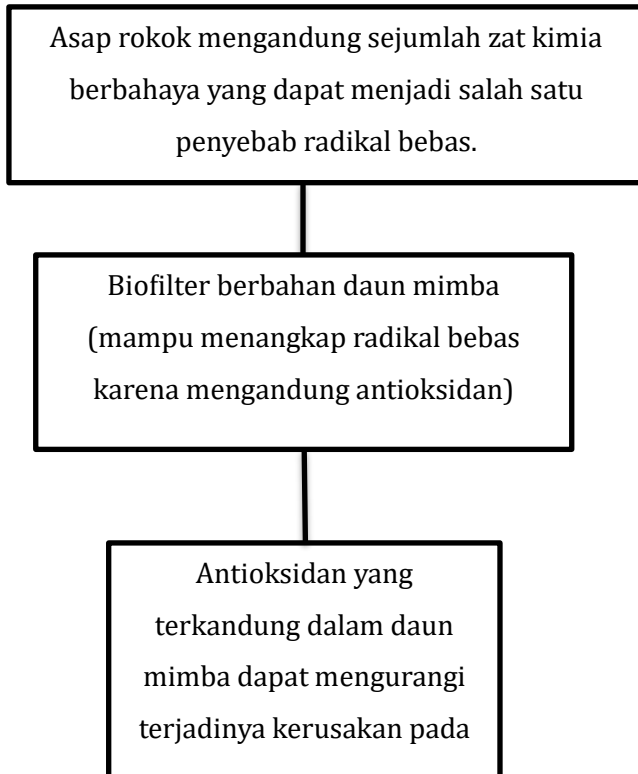 Asap rokok mengandung sejumlah zat kimia
berbahaya yang dapat menjadi salah satu
penyebab radikal bebas.
Biofilter berbahan daun mimba
(mampu menangkap radikal bebas
karena mengandung antioksidan)
Antioksidan yang
terkandung dalam daun
mimba dapat mengurangi
terjadinya kerusakan pada